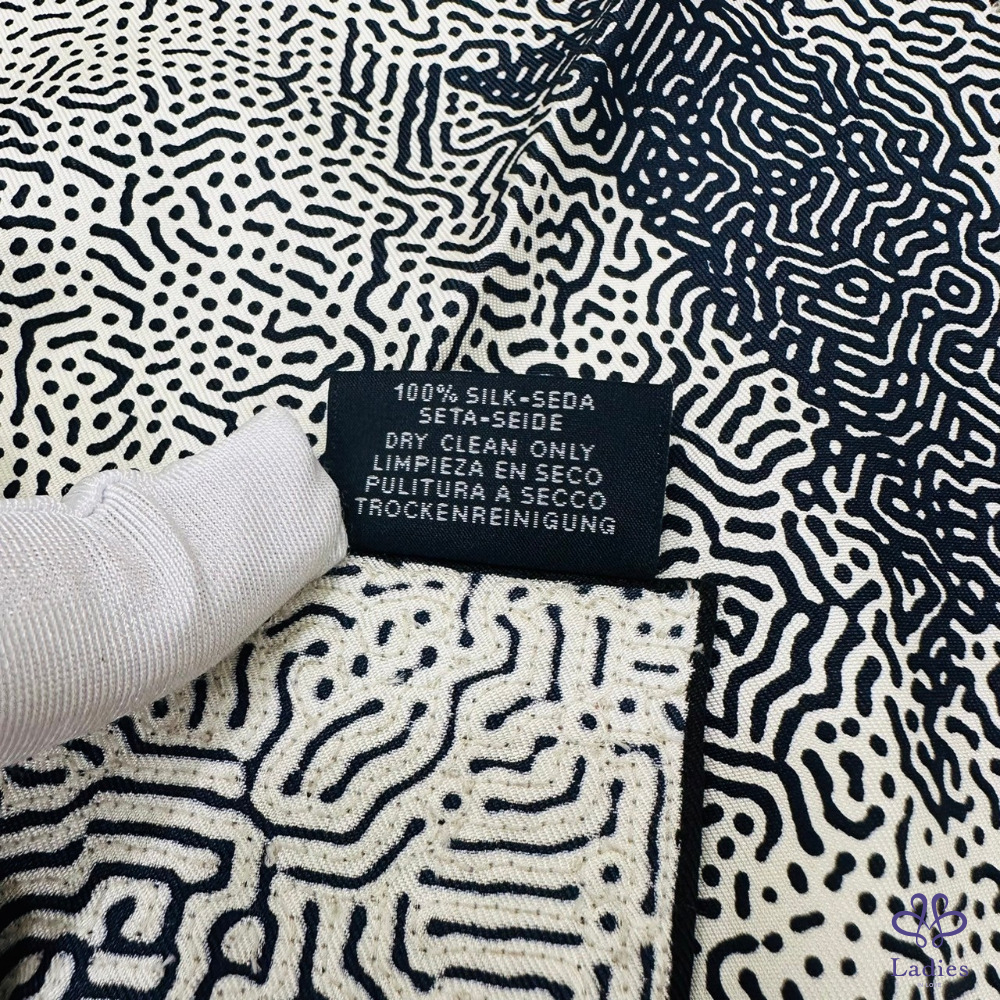 100% SILK-SEDA
SETA-SEIDE
DRY CLEAN ONLY
LIMPIEZA EN SECO
PULITURA A SECCO
TROCKENREINIGUNG
Ladies